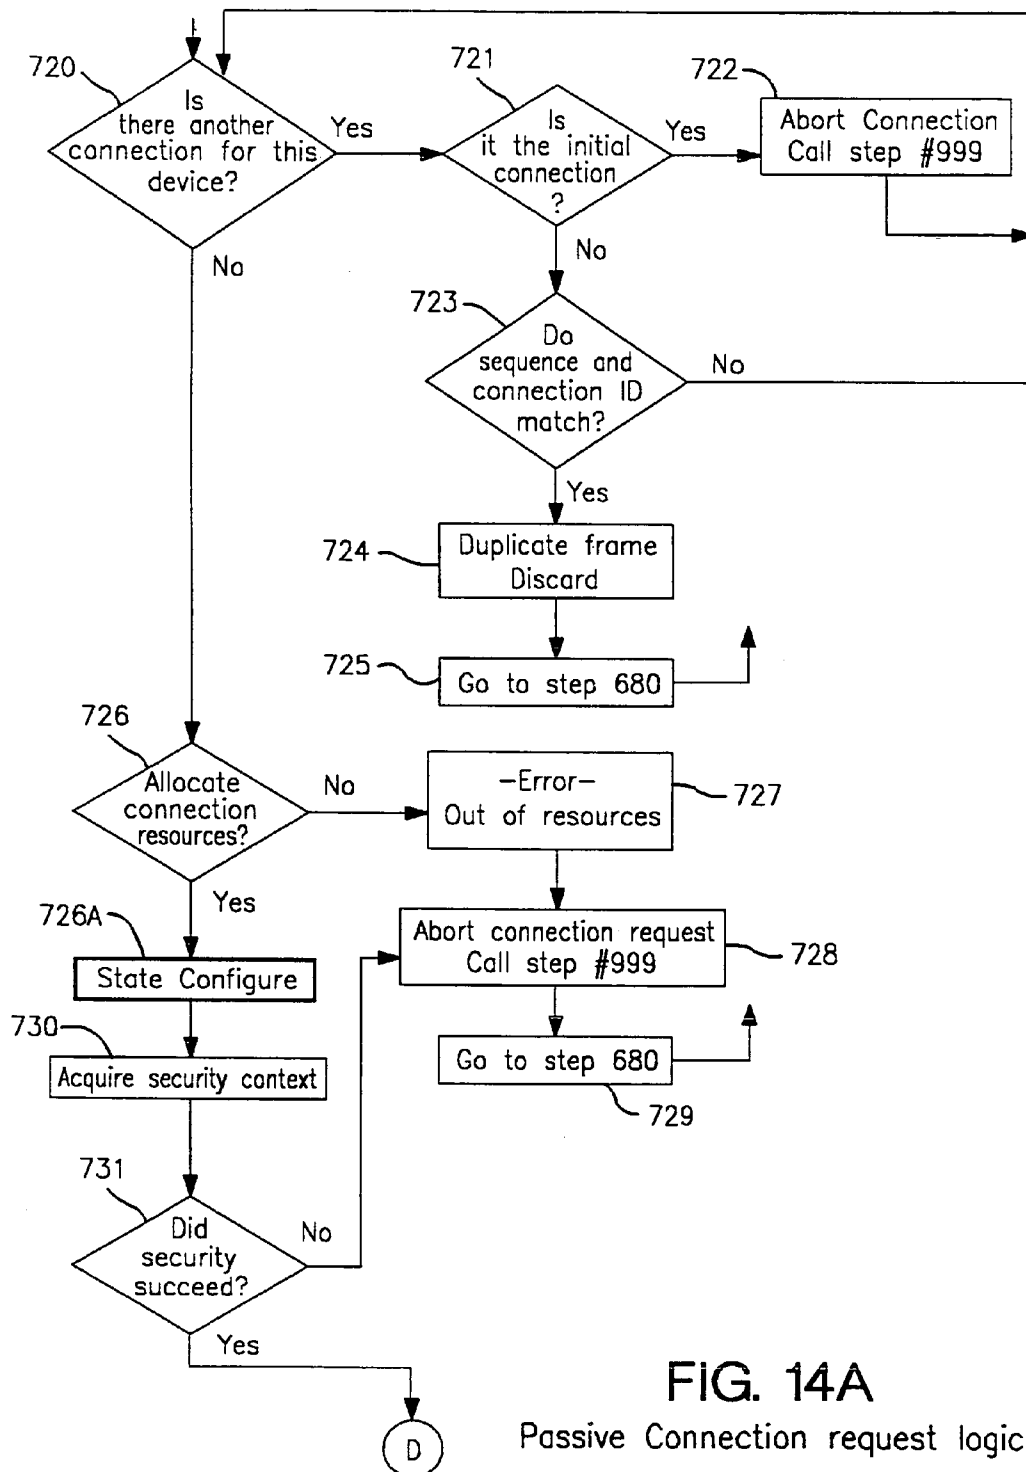 720
Is
there another
connection for this
device?
Yes
No
721
Is
it the initial
connection
?
Yes
No
722
Abort Connection
Call step #999
723
Do
sequence and
connection ID
match?
No
Yes
724
Duplicate frame
Discard
725
Go to step 680
726
Allocate
connection
resources?
No
Yes
-Error-
Out of resources
727
726A
State Configure
Abort connection request
Call step #999
728
730
Acquire security context
Go to step 680
729
731
Did
security
succeed?
No
Yes
D
FIG. 14A
Passive Connection request logic